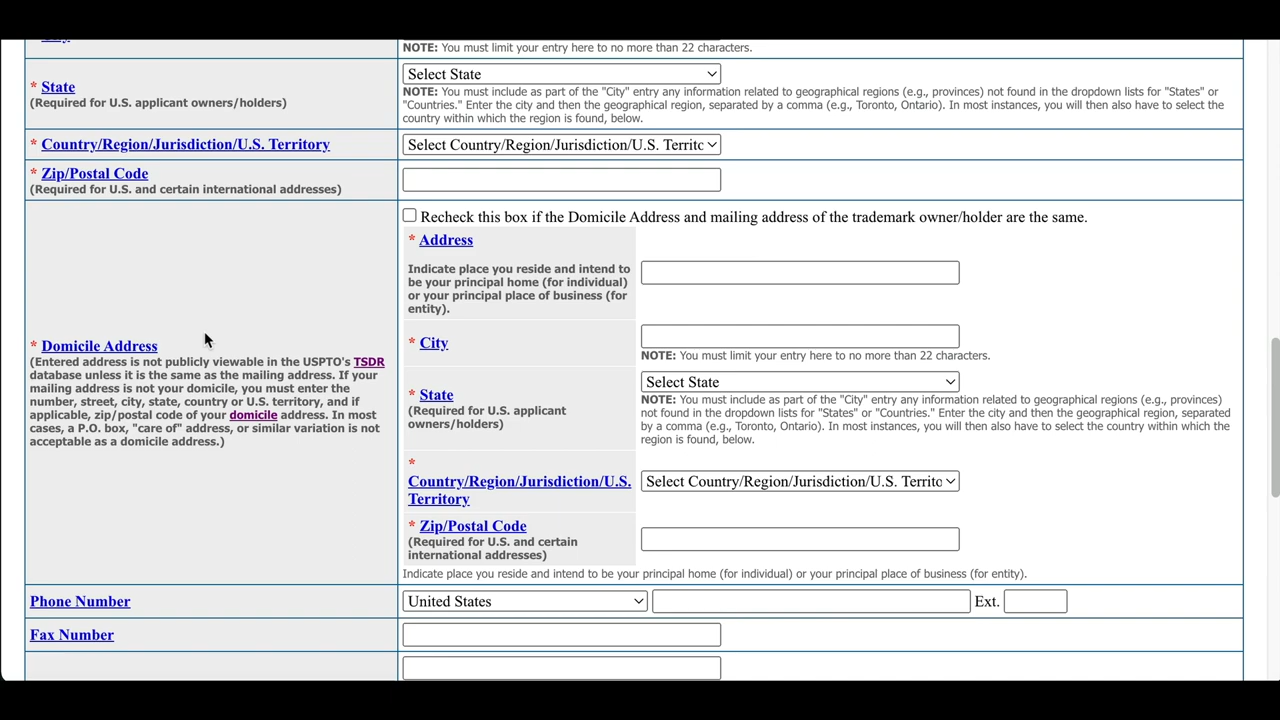 NOTE: You must limit your entry here to no more than 22 characters.
* State
(Required for U.S. applicant owners/holders)
Select State
NOTE: You must include as part of the "City" entry any information related to geographical regions (e.g., provinces) not found in the dropdown lists for "States" or
"Countries." Enter the city and then the geographical region, separated by a comma (e.g., Toronto, Ontario). In most instances, you will then also have to select the
country within which the region is found, below.
* Country/Region/Jurisdiction/U.S. Territory
Select Country/Region/Jurisdiction/U.S. Territc
* Zip/Postal Code
(Required for U.S. and certain international addresses)
* Domicile Address
(Entered address is not publicly viewable in the USPTO's TSDR
database unless it is the same as the mailing address. If your
mailing address is not your domicile, you must enter the
number, street, city, state, country or U.S. territory, and if
applicable, zip/postal code of your domicile address. In most
cases, a P.O. box, "care of" address, or similar variation is not
acceptable as a domicile address.)
Recheck this box if the Domicile Address and mailing address of the trademark owner/holder are the same.
* Address
Indicate place you reside and intend to
be your principal home (for individual)
or your principal place of business (for
entity).
* City
NOTE: You must limit your entry here to no more than 22 characters.
* State
(Required for U.S. applicant
owners/holders)
Select State
NOTE: You must include as part of the "City" entry any information related to geographical regions (e.g., provinces)
not found in the dropdown lists for "States" or "Countries." Enter the city and then the geographical region, separated
by a comma (e.g., Toronto, Ontario). In most instances, you will then also have to select the country within which the
region is found, below.
*
Country/Region/Jurisdiction/U.S.
Territory
Select Country/Region/Jurisdiction/U.S. Territc
* Zip/Postal Code
(Required for U.S. and certain
international addresses)
Indicate place you reside and intend to be your principal home (for individual) or your principal place of business (for entity).
Phone Number
United States
Ext.
Fax Number